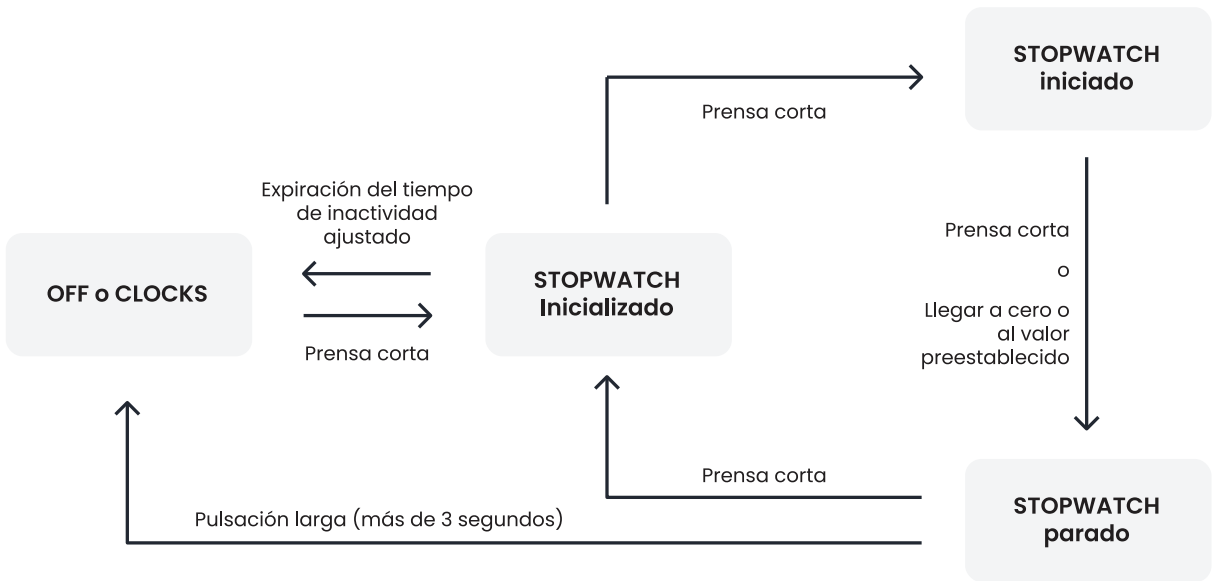 STOPWATCH
iniciado
Prensa corta
Expiración del tiempo
de inactividad
ajustado
OFF o CLOCKS
Prensa corta
STOPWATCH
Inicializado
Prensa corta
o
Llegar a cero o
al valor
preestablecido
Prensa corta
Pulsación larga (más de 3 segundos)
STOPWATCH
parado